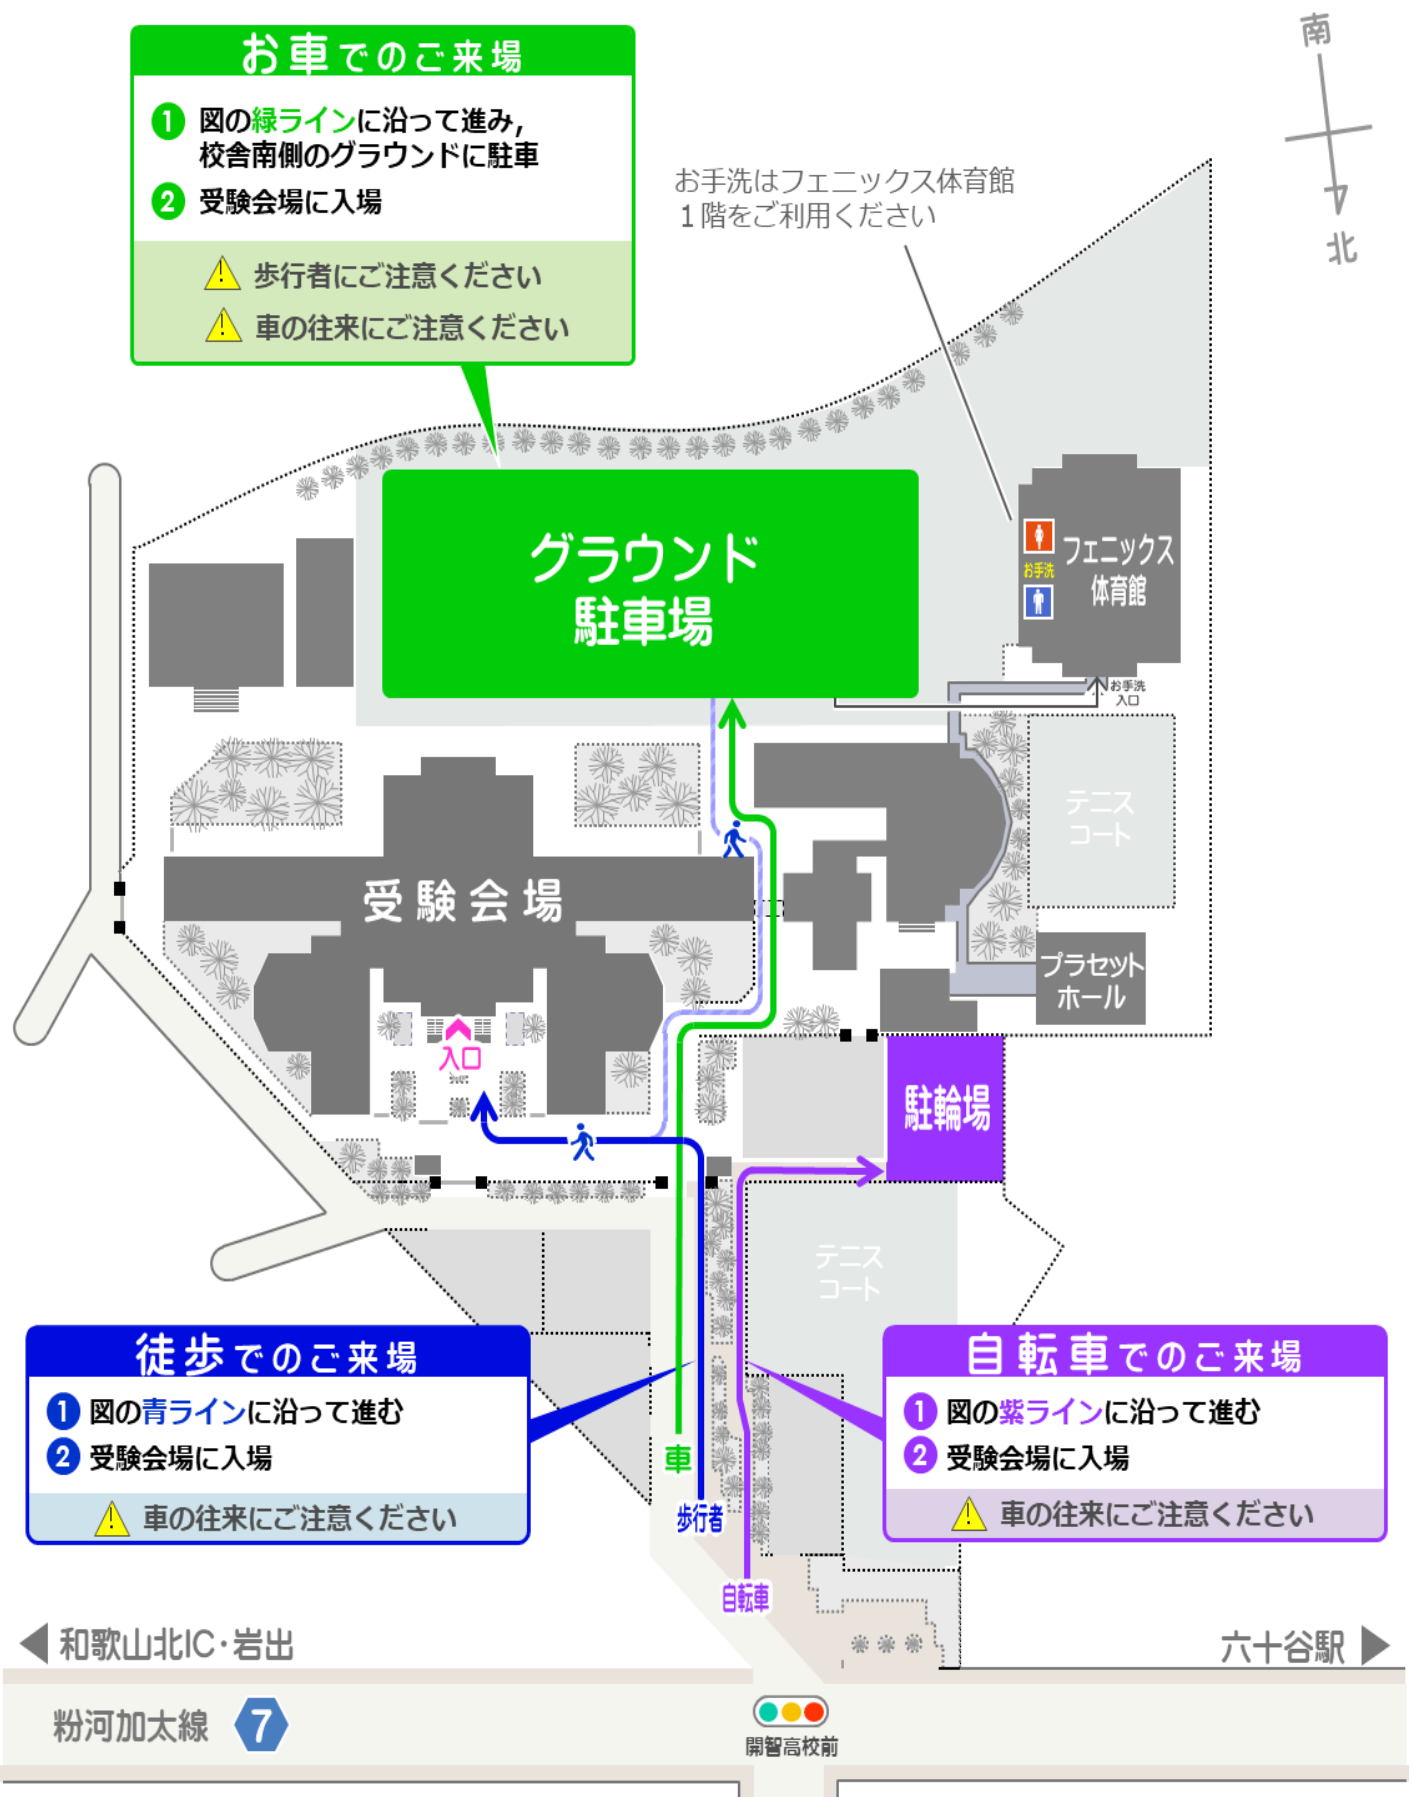 南
北
お車でのご来場
1 図の緑ラインに沿って進み,
校舎南側のグラウンドに駐車
2 受験会場に入場
! 歩行者にご注意ください
! 車の往来にご注意ください
お手洗はフェニックス体育館
1階をご利用ください
グラウンド
駐車場
お手洗
フェニックス
体育館
お手洗
入口
テニス
コート
受験会場
プラセット
ホール
入口
駐輪場
テニス
コート
徒歩でのご来場
1 図の青ラインに沿って進む
2 受験会場に入場
! 車の往来にご注意ください
自転車でのご来場
1 図の紫ラインに沿って進む
2 受験会場に入場
! 車の往来にご注意ください
車
歩行者
自転車
和歌山北IC・岩出
六十谷駅
粉河加太線 7
開智高校前